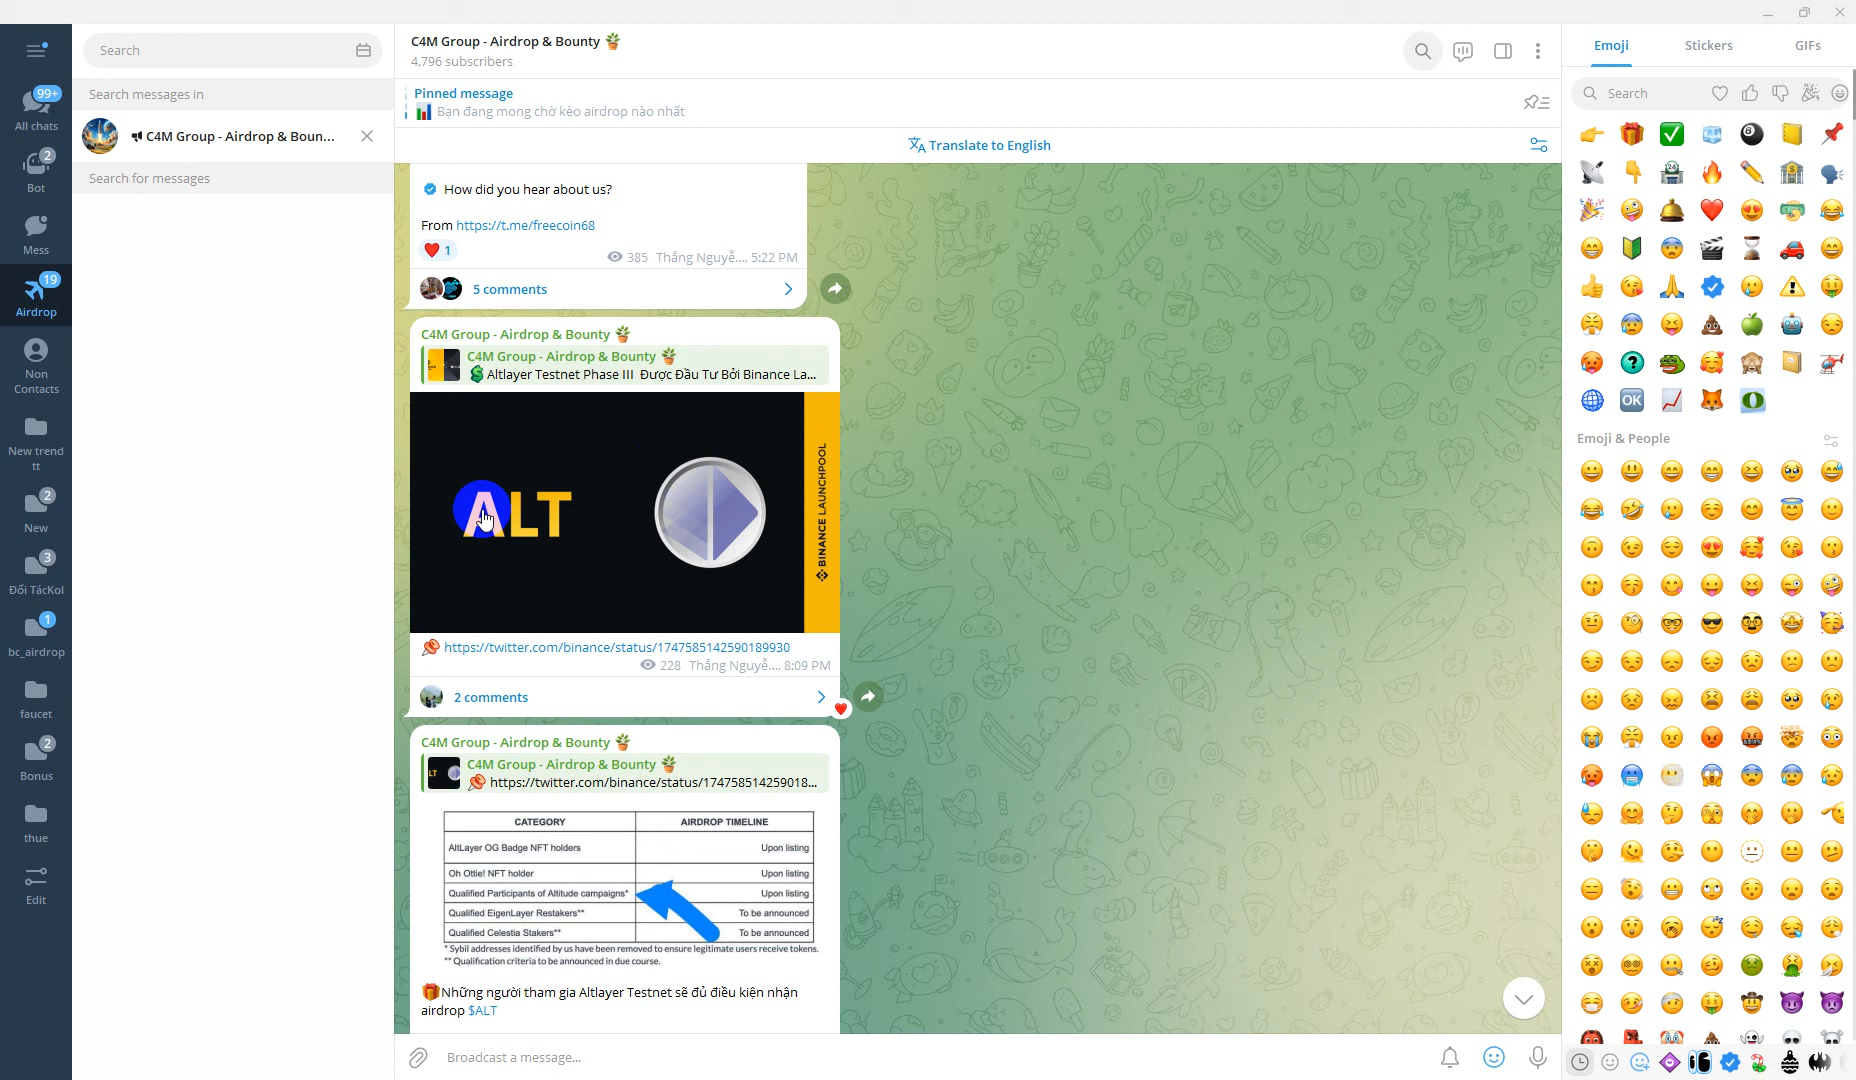 99+
All chats
2
Bot
Mess
19
Airdrop
Non
Contacts
New trend
tt
2
New
3
Đối TácKol
1
bc_airdrop
faucet
2
Bonus
thue
Edit
Search
Search messages in
C4M Group - Airdrop & Boun...
Search for messages
C4M Group - Airdrop & Bounty
4,796 subscribers
Pinned message
Bạn đang mong chờ kèo airdrop nào nhất
Translate to English
How did you hear about us?
From https://t.me/freecoin68
1
385 Thắng Nguyễ..., 5:22 PM
5 comments
C4M Group - Airdrop & Bounty
C4M Group - Airdrop & Bounty
Altlayer Testnet Phase III Được Đầu Tư Bởi Binance La...
ALT
BINANCE LAUNCHPOOL
https://twitter.com/binance/status/1747585142590189930
228 Thắng Nguyễ..., 8:09 PM
2 comments
C4M Group - Airdrop & Bounty
C4M Group - Airdrop & Bounty
https://twitter.com/binance/status/174758514259018...
CATEGORY AIRDROP TIMELINE
AltLayer OG Badge NFT holders Upon listing
Oh Ottie! NFT holder Upon listing
Qualified Participants of Altitude campaigns* Upon listing
Qualified EigenLayer Restakers** To be announced
Qualified Celestia Stakers** To be announced
* Sybil addresses identified by us have been removed to ensure legitimate users receive tokens.
** Qualification criteria to be announced in due course.
Những người tham gia Altlayer Testnet sẽ đủ điều kiện nhận
airdrop $ALT
Broadcast a message...
Emoji Stickers GIFs
Search
OK
Emoji & People